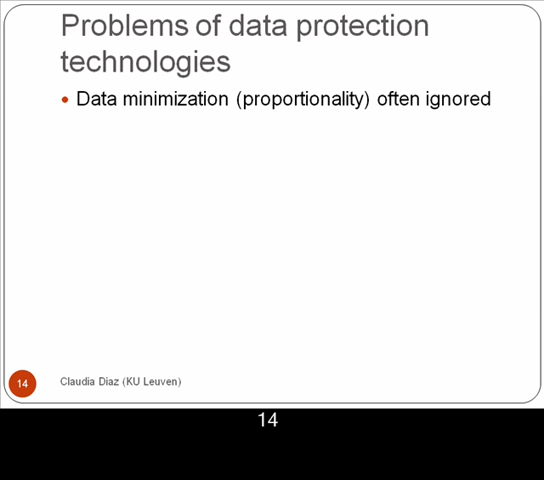 Problems of data protection
technologies
• Data minimization (proportionality) often ignored
14
Claudia Diaz (KU Leuven)
14